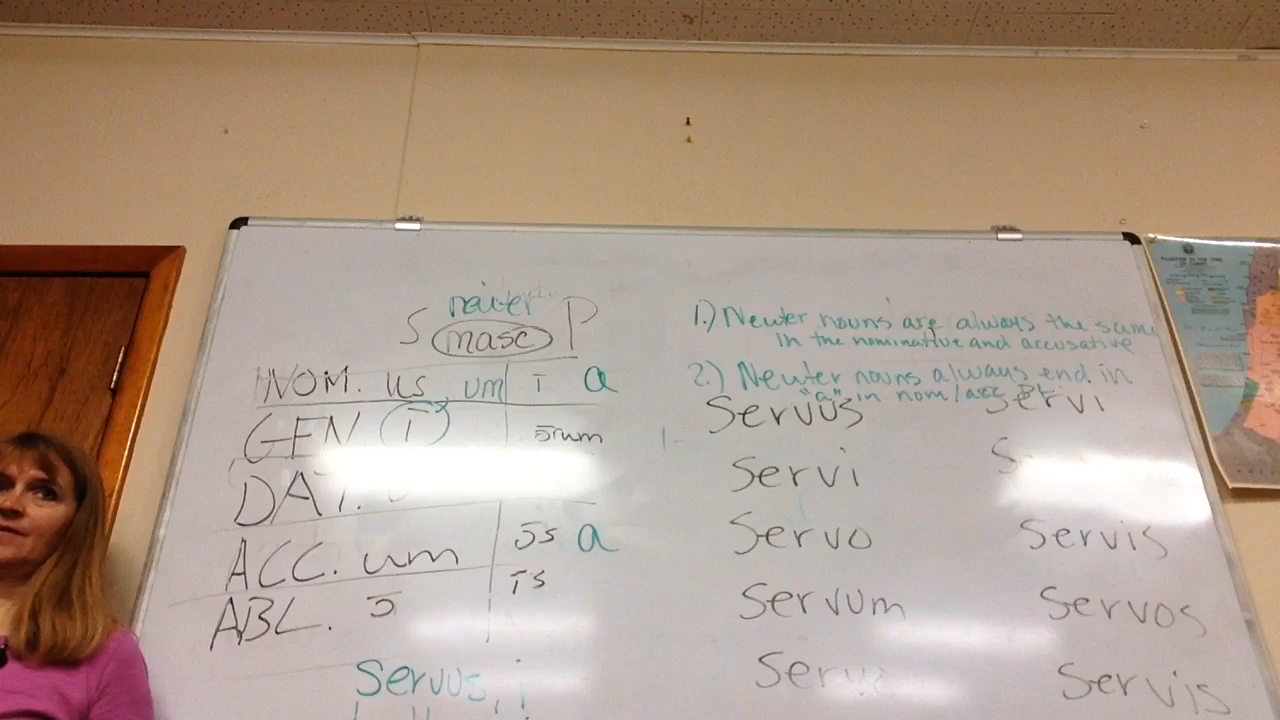 neuter
S masc P
NOM. us, um ī a
GEN. ī ōrum
DAT.
ACC. um ōs a
ABL. ō īs
Servus, i
1.) Neuter nouns are always the same
in the nominative and accusative
2.) Neuter nouns always end in
"a" in nom/acc pl.
Servus Servi
Servi
Servo Servis
Servum Servos
Servis